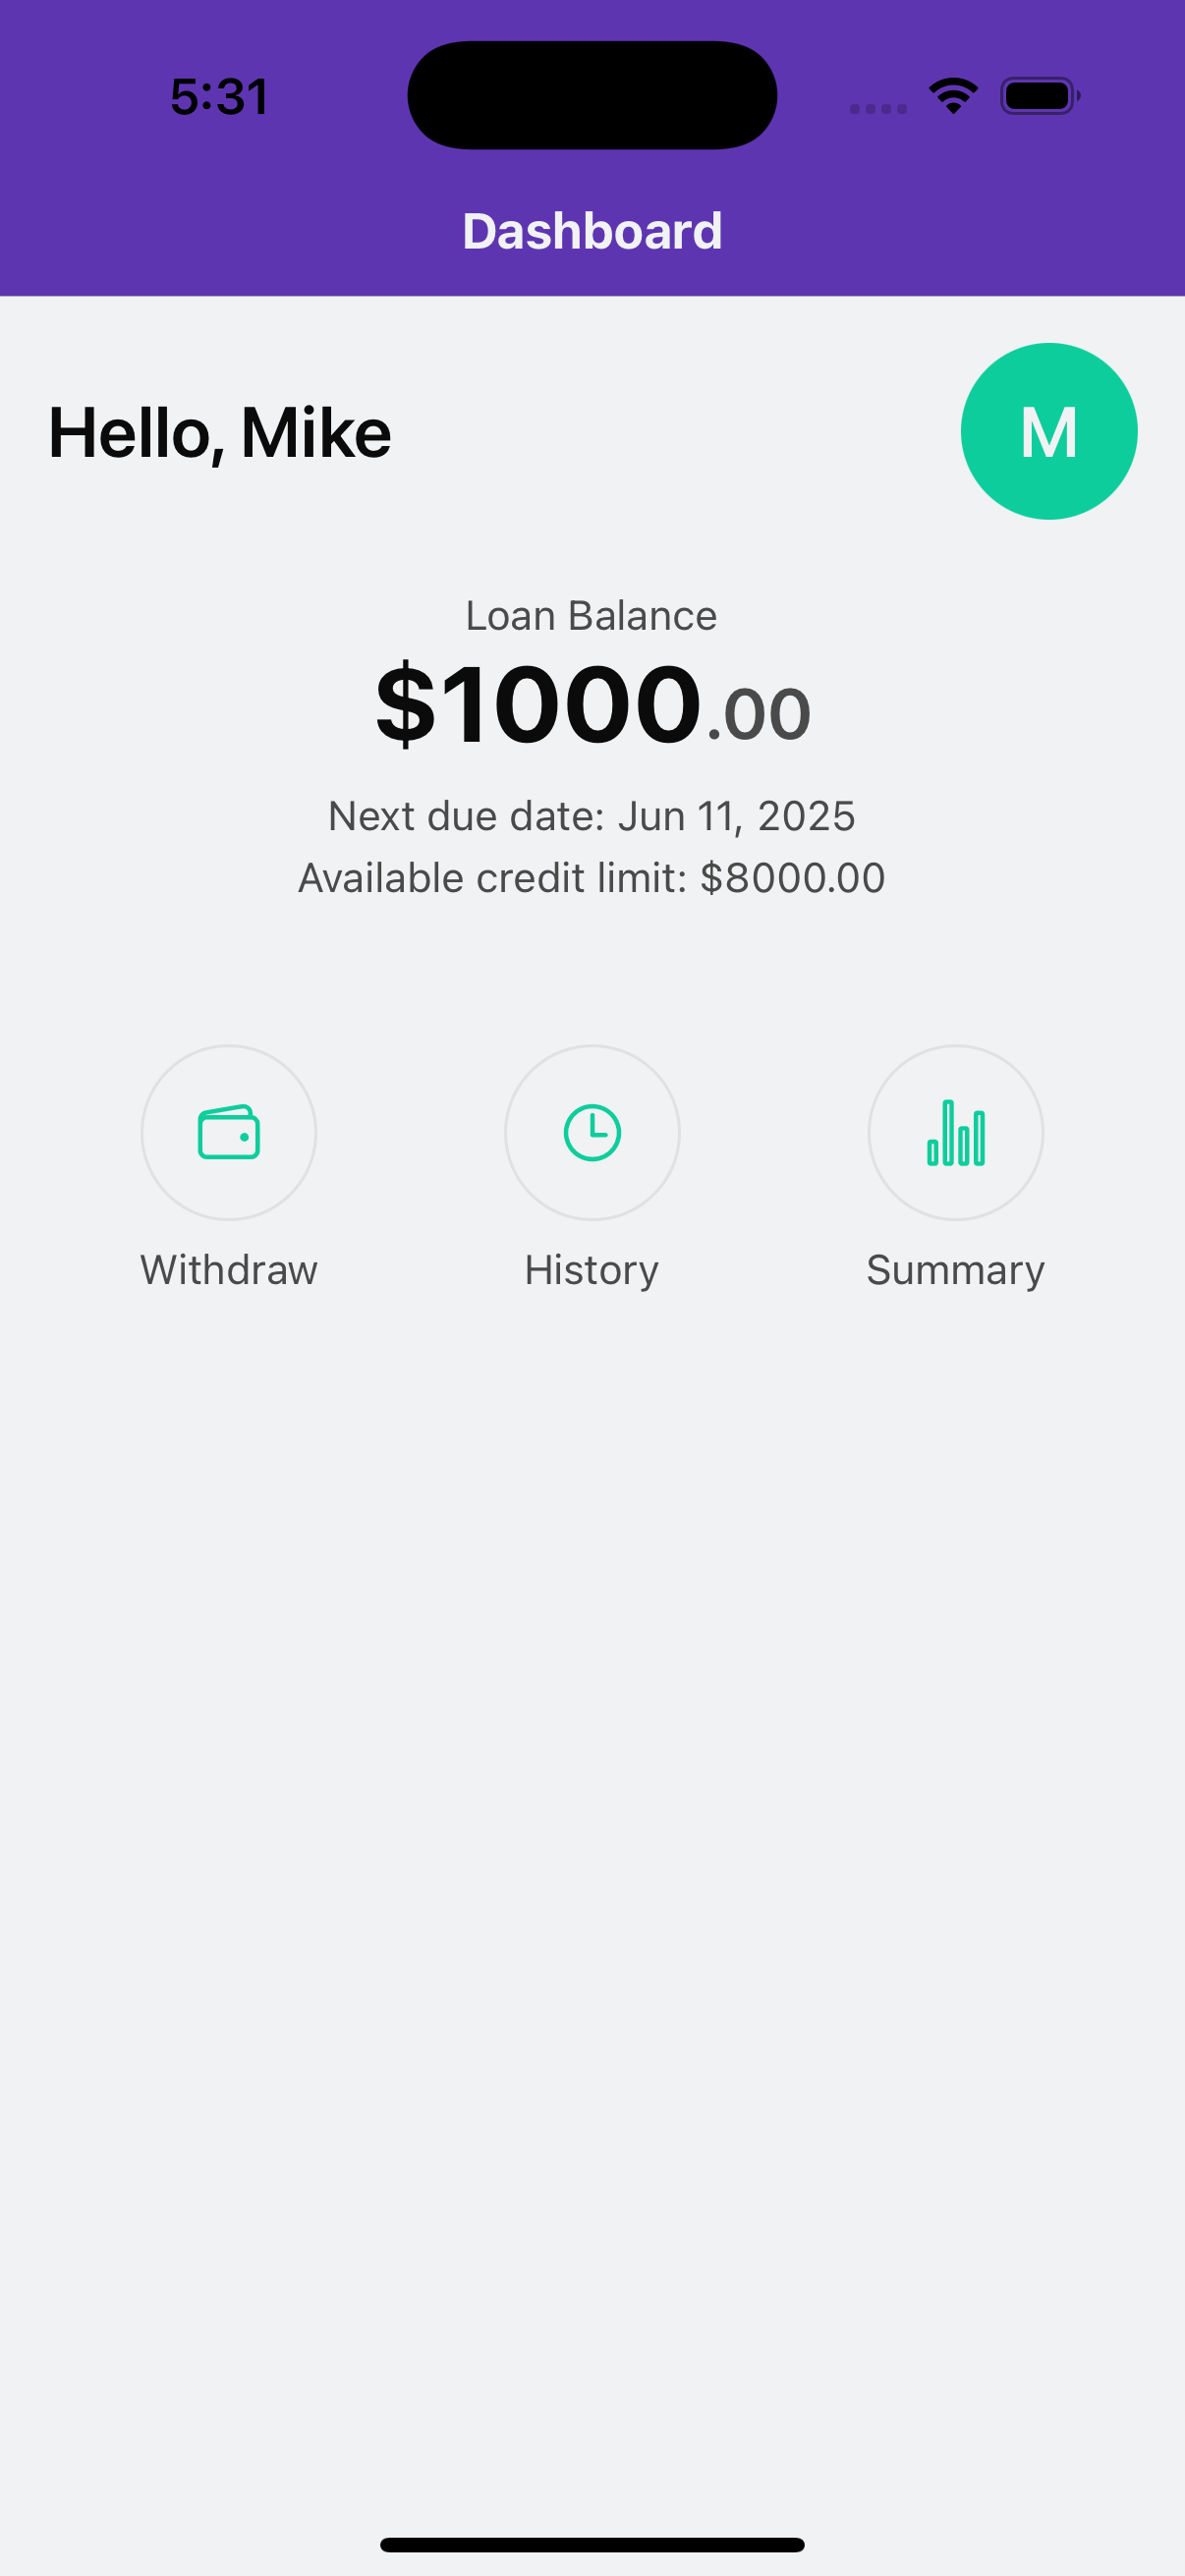 5:31
Dashboard
Hello, Mike
M
Loan Balance
$1000.00
Next due date: Jun 11, 2025
Available credit limit: $8000.00
Withdraw
History
Summary